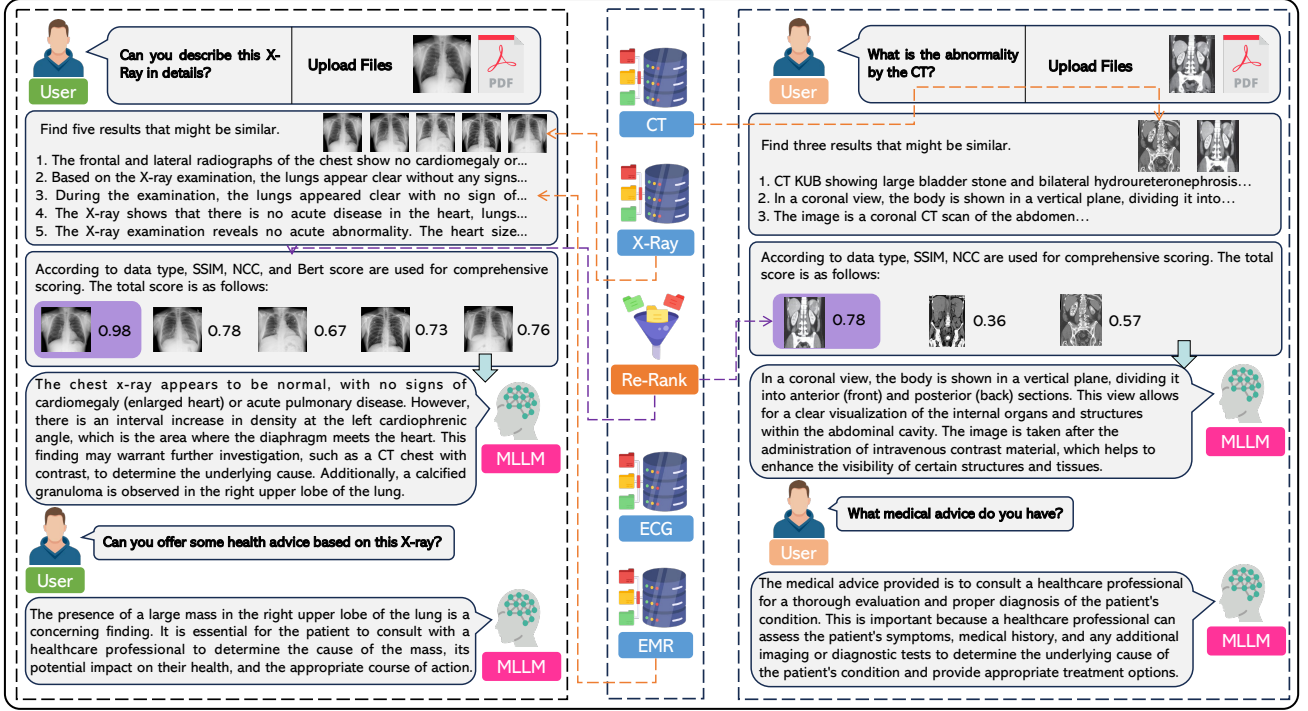 Can you describe this X-
Ray in details?
Upload Files
PDF
User
Find five results that might be similar.
1. The frontal and lateral radiographs of the chest show no cardiomegaly or...
2. Based on the X-ray examination, the lungs appear clear without any signs...
3. During the examination, the lungs appeared clear with no sign of...
4. The X-ray shows that there is no acute disease in the heart, lungs...
5. The X-ray examination reveals no acute abnormality. The heart size...
According to data type, SSIM, NCC, and Bert score are used for comprehensive
scoring. The total score is as follows:
0.98
0.78
0.67
0.73
0.76
The chest x-ray appears to be normal, with no signs of
cardiomegaly (enlarged heart) or acute pulmonary disease. However,
there is an interval increase in density at the left cardiophrenic
angle, which is the area where the diaphragm meets the heart. This
finding may warrant further investigation, such as a CT chest with
contrast, to determine the underlying cause. Additionally, a calcified
granuloma is observed in the right upper lobe of the lung.
MLLM
Can you offer some health advice based on this X-ray?
User
The presence of a large mass in the right upper lobe of the lung is a
concerning finding. It is essential for the patient to consult with a
healthcare professional to determine the cause of the mass, its
potential impact on their health, and the appropriate course of action.
MLLM
CT
X-Ray
Re-Rank
ECG
EMR
What is the abnormality
by the CT?
Upload Files
PDF
User
Find three results that might be similar.
1. CT KUB showing large bladder stone and bilateral hydroureteronephrosis...
2. In a coronal view, the body is shown in a vertical plane, dividing it into...
3. The image is a coronal CT scan of the abdomen...
According to data type, SSIM, NCC are used for comprehensive scoring. The total
score is as follows:
0.78
0.36
0.57
In a coronal view, the body is shown in a vertical plane, dividing it
into anterior (front) and posterior (back) sections. This view allows
for a clear visualization of the internal organs and structures
within the abdominal cavity. The image is taken after the
administration of intravenous contrast material, which helps to
enhance the visibility of certain structures and tissues.
MLLM
What medical advice do you have?
User
The medical advice provided is to consult a healthcare professional
for a thorough evaluation and proper diagnosis of the patient's
condition. This is important because a healthcare professional can
assess the patient's symptoms, medical history, and any additional
imaging or diagnostic tests to determine the underlying cause of
the patient's condition and provide appropriate treatment options.
MLLM